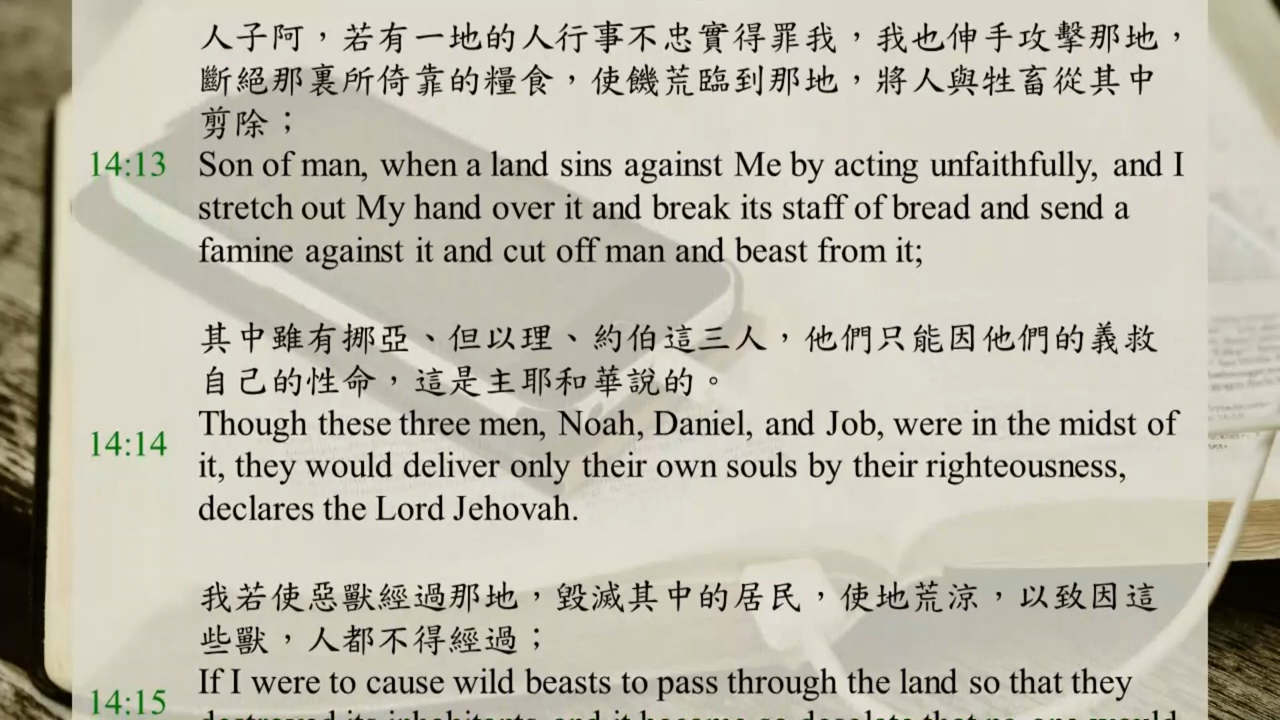 人子阿，若有一地的人行事不忠實得罪我，我也伸手攻擊那地，
斷絕那裏所倚靠的糧食，使饑荒臨到那地，將人與牲畜從其中
剪除；
14:13 Son of man, when a land sins against Me by acting unfaithfully, and I
stretch out My hand over it and break its staff of bread and send a
famine against it and cut off man and beast from it;
其中雖有挪亞、但以理、約伯這三人，他們只能因他們的義救
自己的性命，這是主耶和華說的。
Though these three men, Noah, Daniel, and Job, were in the midst of
14:14 it, they would deliver only their own souls by their righteousness,
declares the Lord Jehovah.
我若使惡獸經過那地，毀滅其中的居民，使地荒涼，以致因這
些獸，人都不得經過；
14:15 If I were to cause wild beasts to pass through the land so that they